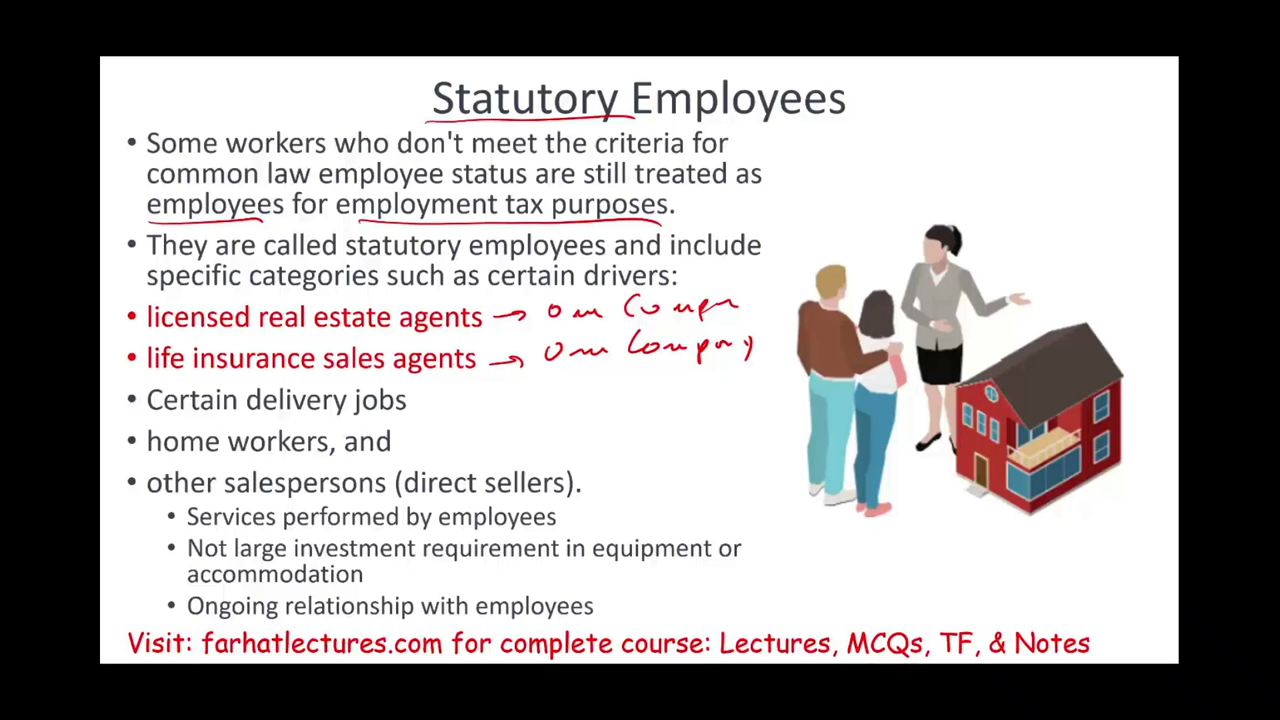 Statutory Employees
• Some workers who don't meet the criteria for
common law employee status are still treated as
employees for employment tax purposes.
• They are called statutory employees and include
specific categories such as certain drivers:
• licensed real estate agents →
• life insurance sales agents → Company
• Certain delivery jobs
• home workers, and
• other salespersons (direct sellers).
• Services performed by employees
• Not large investment requirement in equipment or
accommodation
• Ongoing relationship with employees
Visit: farhatlectures.com for complete course: Lectures, MCQs, TF, & Notes